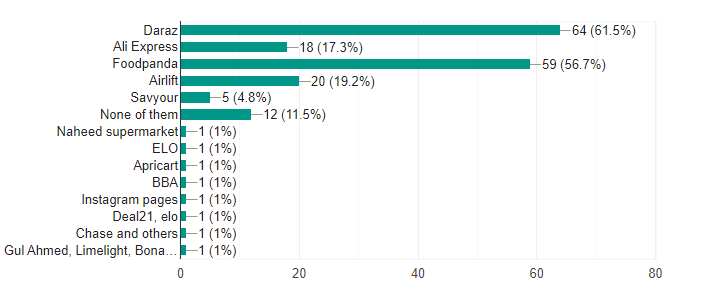 Daraz 64 (61.5%)
Ali Express 18 (17.3%)
Foodpanda 59 (56.7%)
Airlift 20 (19.2%)
Savyour 5 (4.8%)
None of them 12 (11.5%)
Naheed supermarket 1 (1%)
ELO 1 (1%)
Apricart 1 (1%)
BBA 1 (1%)
Instagram pages 1 (1%)
Deal21, elo 1 (1%)
Chase and others 1 (1%)
Gul Ahmed, Limelight, Bona… 1 (1%)
0 20 40 60 80